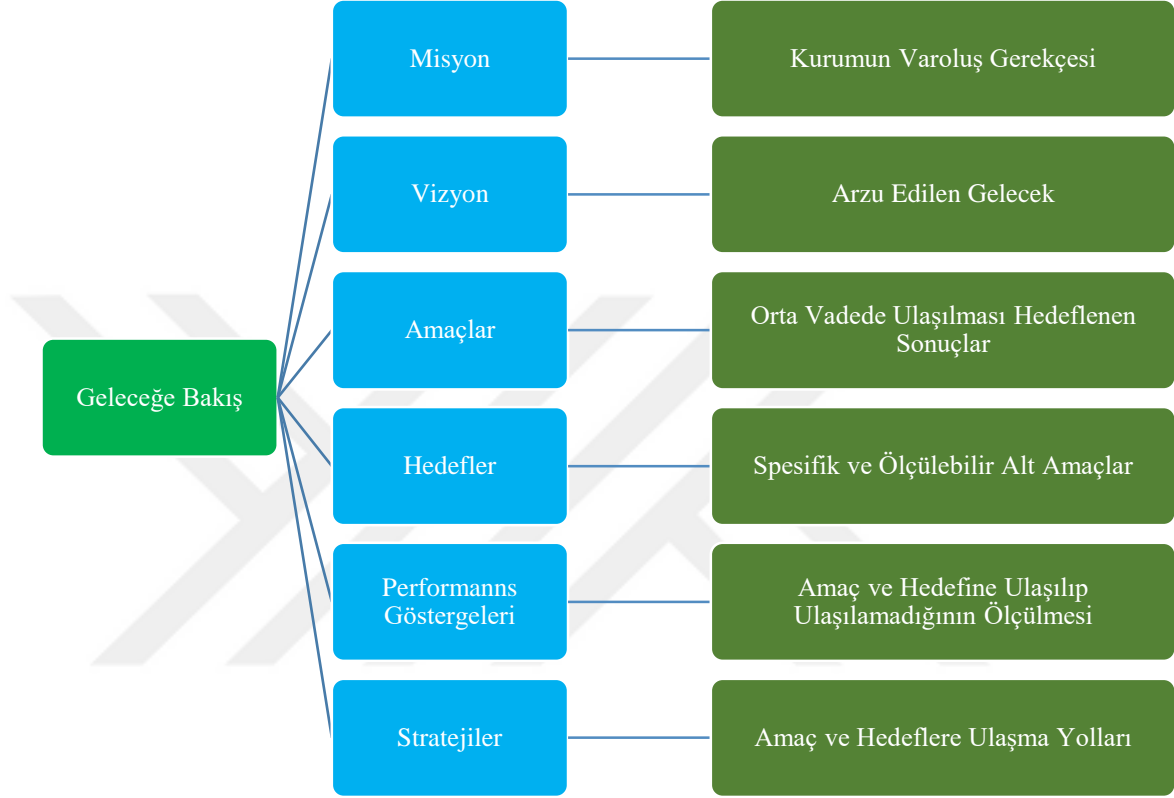 Misyon
Kurumun Varoluş Gerekçesi
Vizyon
Arzu Edilen Gelecek
Amaçlar
Orta Vadede Ulaşılması Hedeflenen
Sonuçlar
Geleceğe Bakış
Hedefler
Spesifik ve Ölçülebilir Alt Amaçlar
Performanns
Göstergeleri
Amaç ve Hedefine Ulaşılıp
Ulaşılamadığının Ölçülmesi
Stratejiler
Amaç ve Hedeflere Ulaşma Yolları